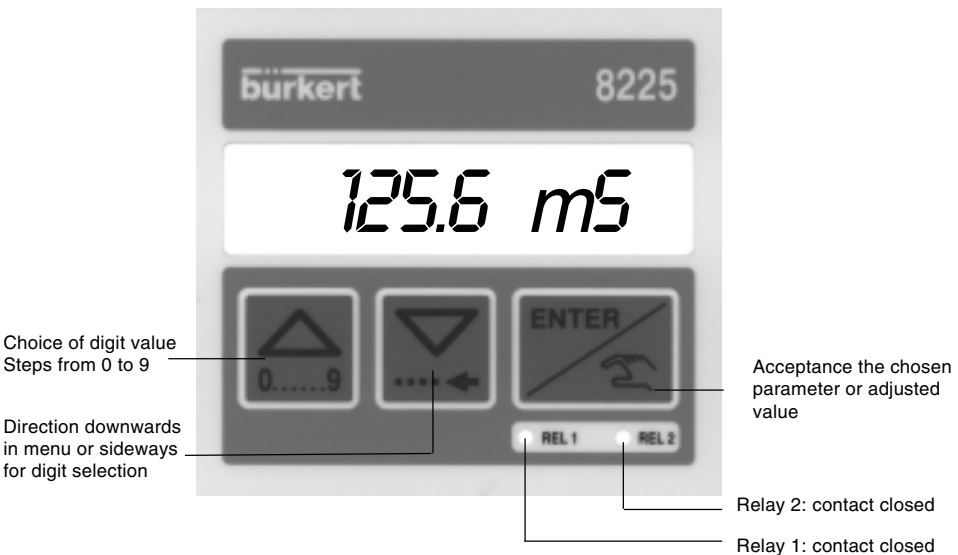 bürkert 8225
125.6 mS
Choice of digit value
Steps from 0 to 9
0......9
ENTER
Acceptance the chosen
parameter or adjusted
value
Direction downwards
in menu or sideways
for digit selection
REL 1 REL 2
Relay 2: contact closed
Relay 1: contact closed